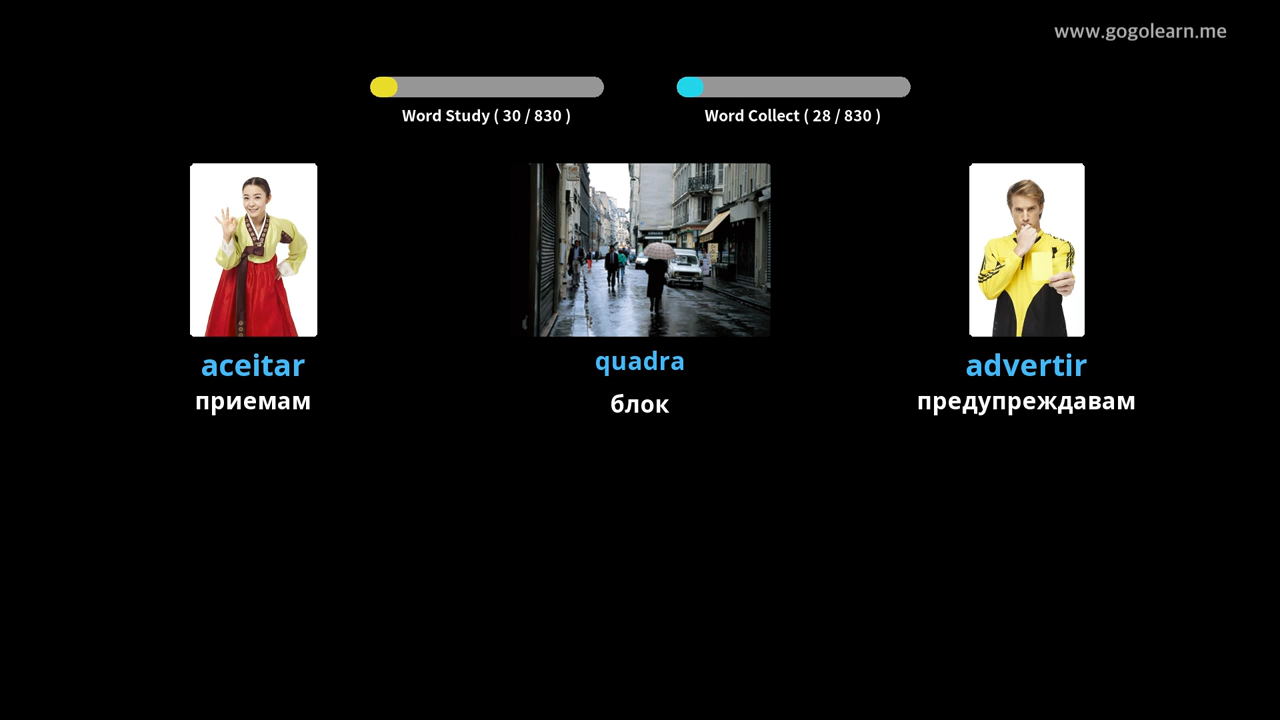 www.gogolearn.me
Word Study ( 30 / 830 )
Word Collect ( 28 / 830 )
aceitar
приемам
quadra
блок
advertir
предупреждавам